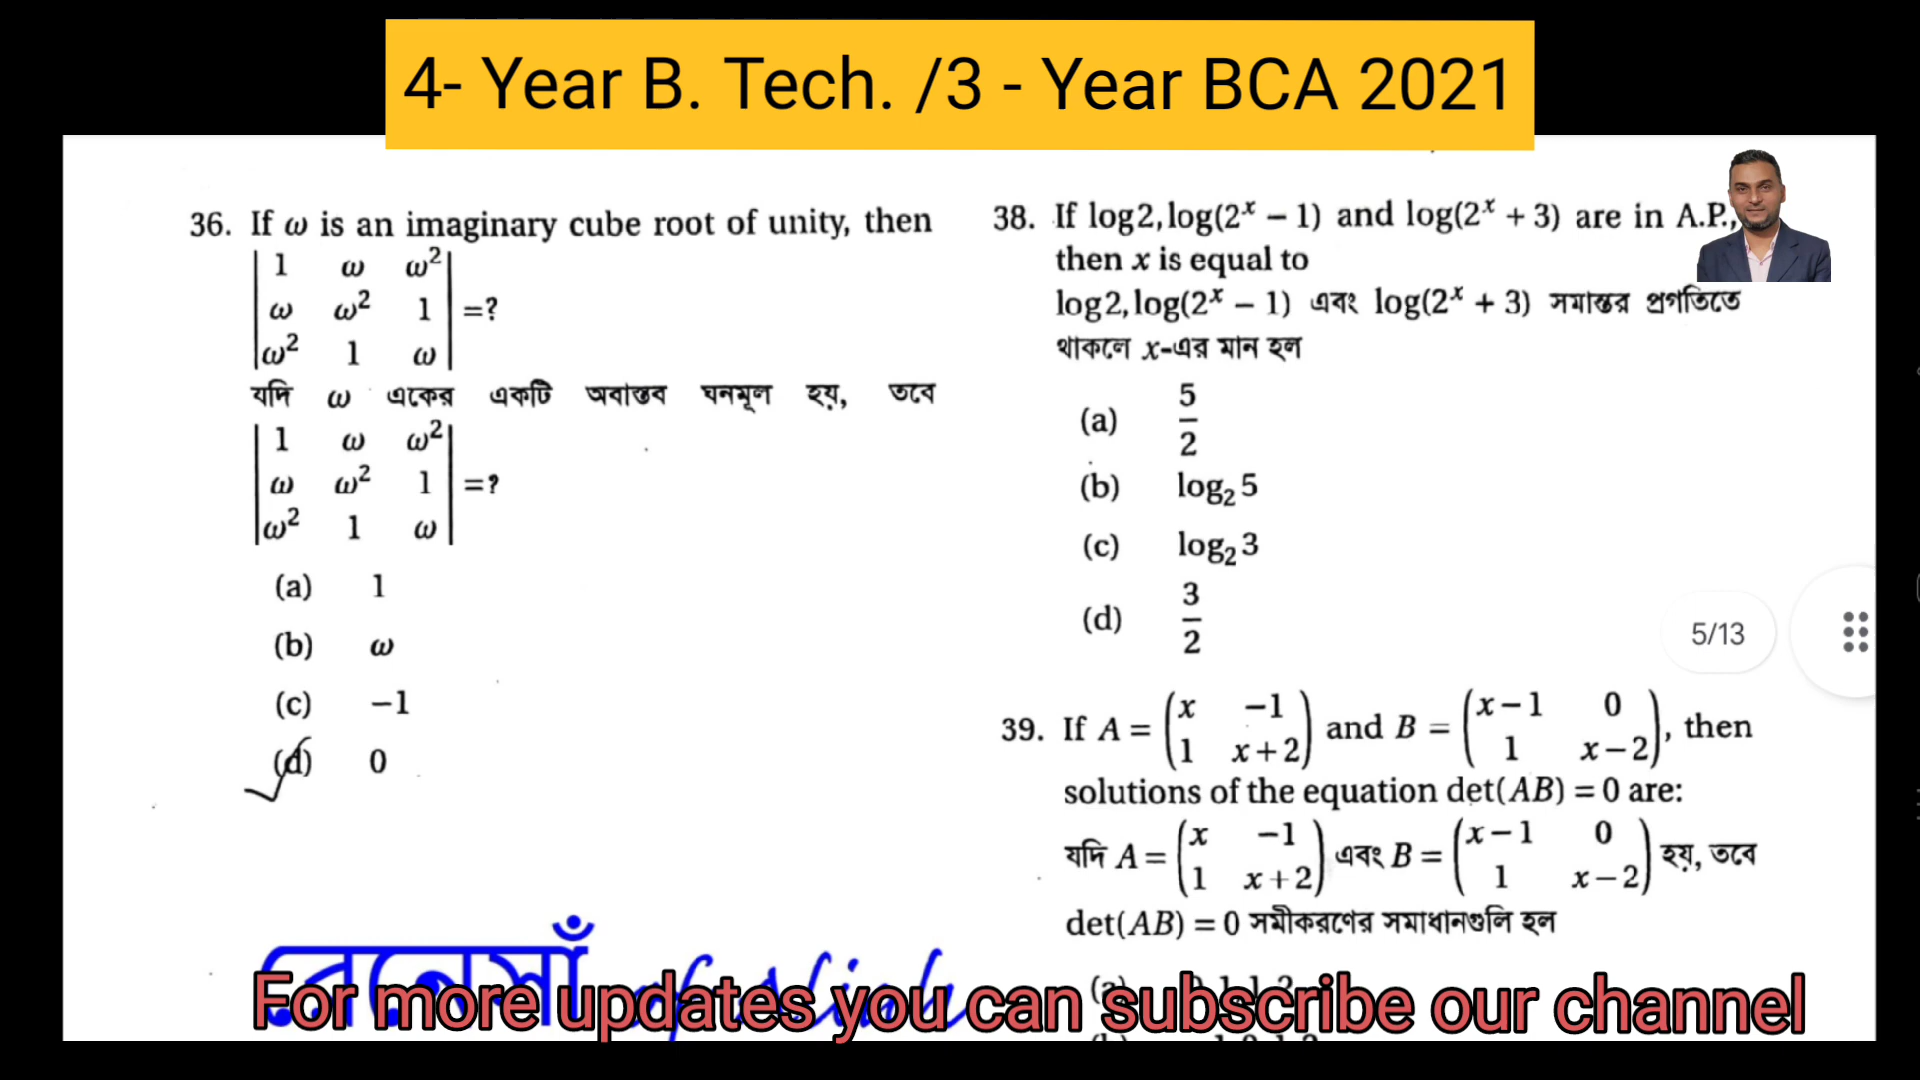 4- Year B. Tech. /3 - Year BCA 2021
36. If ω is an imaginary cube root of unity, then
| 1 ω ω² |
| ω ω² 1 | =?
| ω² 1 ω |
যদি ω একের একটি অবাস্তব ঘনমূল হয়, তবে
| 1 ω ω² |
| ω ω² 1 | =?
| ω² 1 ω |
(a) 1
(b) ω
(c) −1
(d) 0
রেনেসাঁ
38. If log2, log(2ˣ − 1) and log(2ˣ + 3) are in A.P.,
then x is equal to
log2, log(2ˣ − 1) এবং log(2ˣ + 3) সমান্তর প্রগতিতে
থাকলে x-এর মান হল
(a) 5/2
(b) log₂ 5
(c) log₂ 3
(d) 3/2
5/13
39. If A = (x −1; 1 x+2) and B = (x−1 0; 1 x−2), then
solutions of the equation det(AB) = 0 are:
যদি A = (x −1; 1 x+2) এবং B = (x−1 0; 1 x−2) হয়, তবে
det(AB) = 0 সমীকরণের সমাধানগুলি হল
For more updates you can subscribe our channel